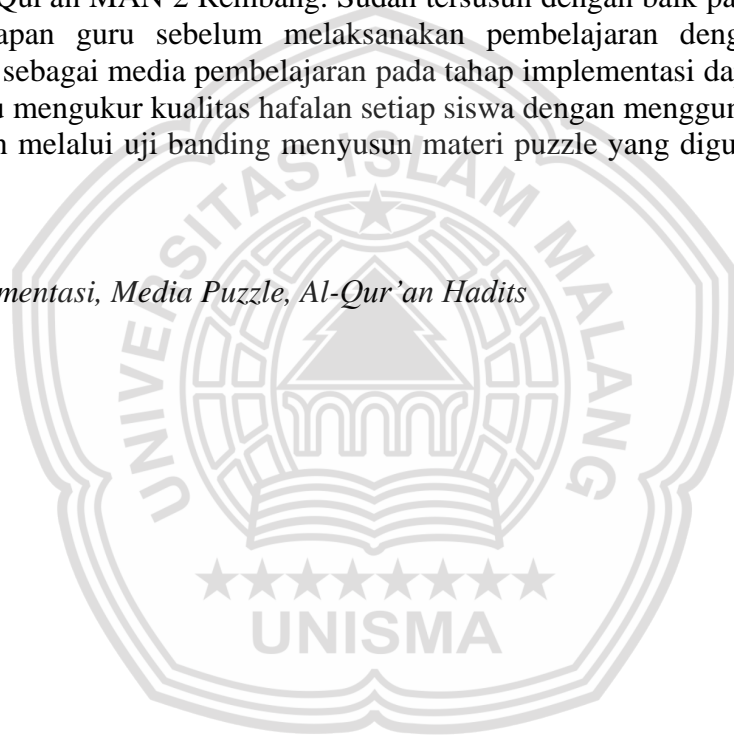 Qur'an MAN 2 Rembang. Sudah tersusun dengan baik pa
apan guru sebelum melaksanakan pembelajaran deng
sebagai media pembelajaran pada tahap implementasi da
u mengukur kualitas hafalan setiap siswa dengan menggun
n melalui uji banding menyusun materi puzzle yang digu
mentasi, Media Puzzle, Al-Qur'an Hadits
UNIVERSITAS ISLAM MALANG
UNISMA